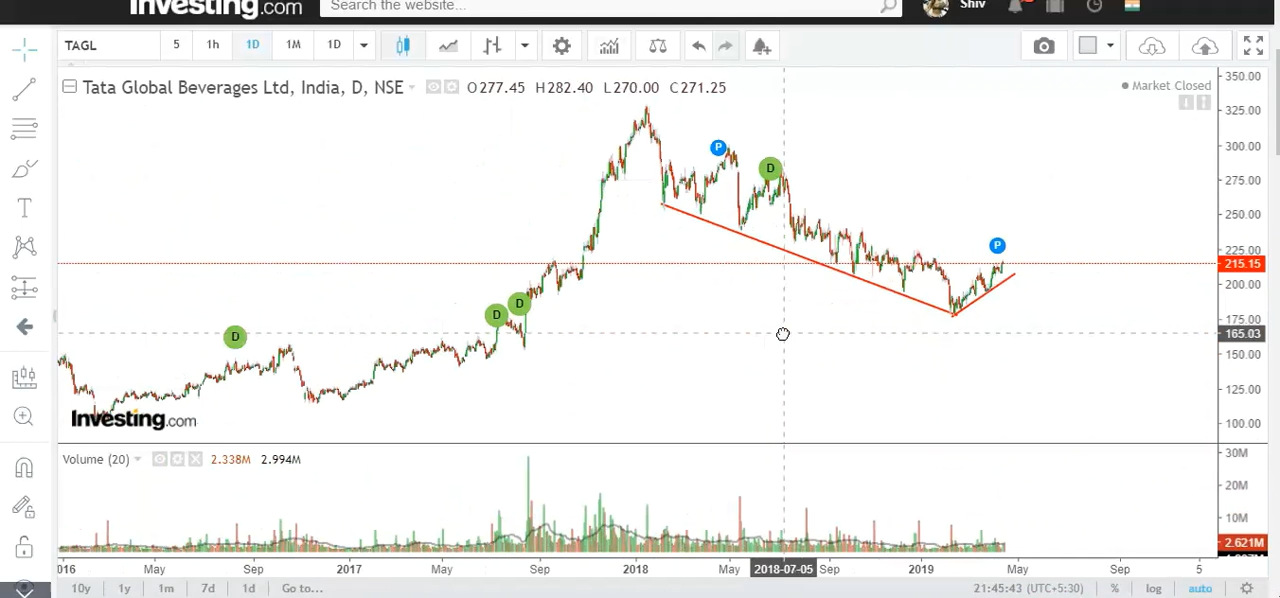 Investing.com Search the website... Shiv
TAGL 5 1h 1D 1M 1D
Tata Global Beverages Ltd, India, D, NSE O277.45 H282.40 L270.00 C271.25
Market Closed
350.00
325.00
300.00
275.00
250.00
225.00
215.15
200.00
175.00
165.03
150.00
125.00
100.00
P
D
P
D
D
D
Investing.com
Volume (20) 2.338M 2.994M
30M
20M
10M
2.621M
16 May Sep 2017 May Sep 2018 May 2018-07-05 Sep 2019 May Sep 5
10y 1y 1m 7d 1d Go to... 21:45:43 (UTC+5:30) % log auto